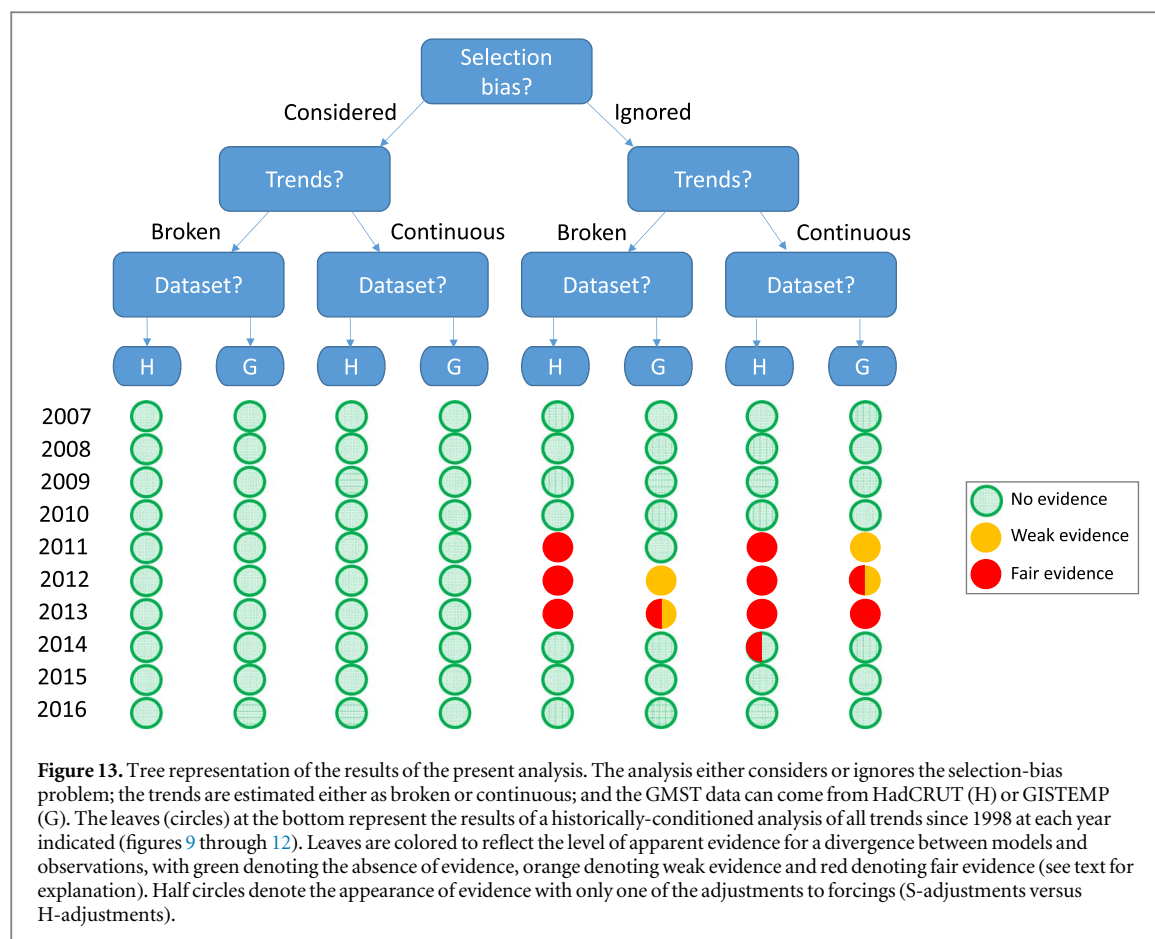 Selection
bias?
Considered
Ignored
Trends?
Trends?
Broken
Continuous
Broken
Continuous
Dataset?
Dataset?
Dataset?
Dataset?
H
G
H
G
H
G
H
G
2007
2008
2009
2010
2011
2012
2013
2014
2015
2016
No evidence
Weak evidence
Fair evidence
Figure 13. Tree representation of the results of the present analysis. The analysis either considers or ignores the selection-bias
problem; the trends are estimated either as broken or continuous; and the GMST data can come from HadCRUT (H) or GISTEMP
(G). The leaves (circles) at the bottom represent the results of a historically-conditioned analysis of all trends since 1998 at each year
indicated (figures 9 through 12). Leaves are colored to reflect the level of apparent evidence for a divergence between models and
observations, with green denoting the absence of evidence, orange denoting weak evidence and red denoting fair evidence (see text for
explanation). Half circles denote the appearance of evidence with only one of the adjustments to forcings (S-adjustments versus
H-adjustments).